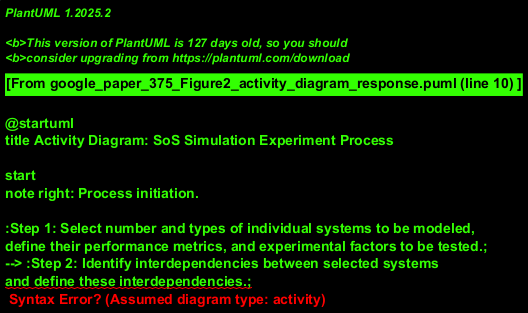 PlantUML 1.2025.2
<b>This version of PlantUML is 127 days old, so you should
<b>consider upgrading from https://plantuml.com/download
[From google_paper_375_Figure2_activity_diagram_response.puml (line 10) ]
@startuml
title Activity Diagram: SoS Simulation Experiment Process
start
note right: Process initiation.
:Step 1: Select number and types of individual systems to be modeled,
define their performance metrics, and experimental factors to be tested.;
--> :Step 2: Identify interdependencies between selected systems
and define these interdependencies.;
Syntax Error? (Assumed diagram type: activity)